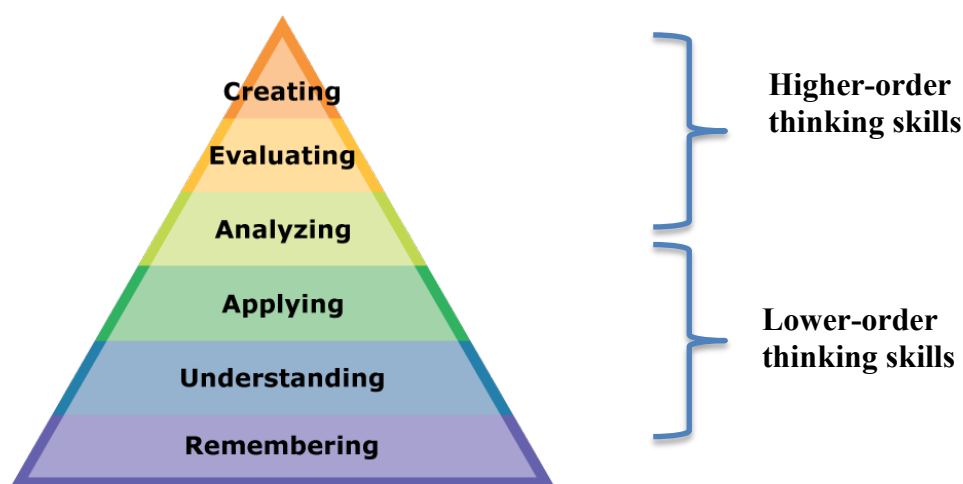 Creating
Evaluating
Analyzing
Applying
Understanding
Remembering
Higher-order
thinking skills
Lower-order
thinking skills